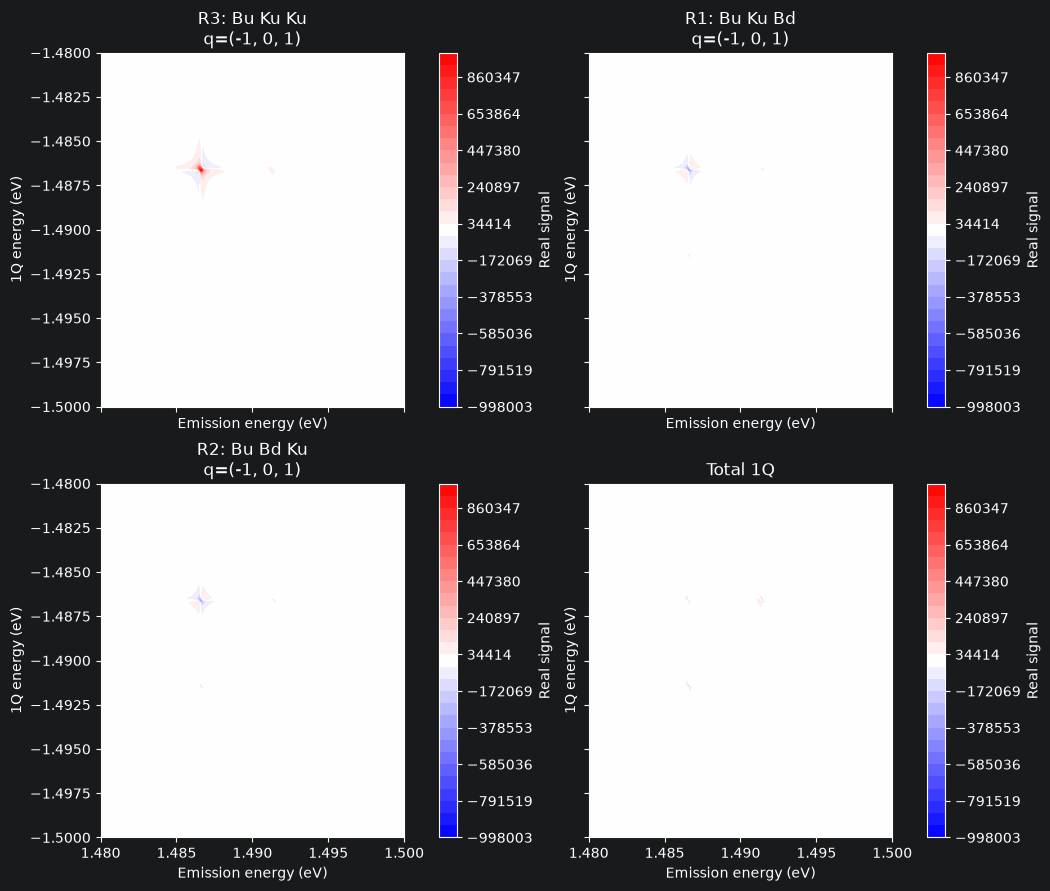 R3: Bu Ku Ku
q=(-1, 0, 1)
−1.4800
−1.4825
−1.4850
−1.4875
−1.4900
−1.4925
−1.4950
−1.4975
−1.5000
1Q energy (eV)
Emission energy (eV)
860347
653864
447380
240897
34414
−172069
−378553
−585036
−791519
−998003
Real signal
R1: Bu Ku Bd
q=(-1, 0, 1)
1Q energy (eV)
Emission energy (eV)
860347
653864
447380
240897
34414
−172069
−378553
−585036
−791519
−998003
Real signal
R2: Bu Bd Ku
q=(-1, 0, 1)
−1.4800
−1.4825
−1.4850
−1.4875
−1.4900
−1.4925
−1.4950
−1.4975
−1.5000
1Q energy (eV)
1.480 1.485 1.490 1.495 1.500
Emission energy (eV)
860347
653864
447380
240897
34414
−172069
−378553
−585036
−791519
−998003
Real signal
Total 1Q
1Q energy (eV)
1.480 1.485 1.490 1.495 1.500
Emission energy (eV)
860347
653864
447380
240897
34414
−172069
−378553
−585036
−791519
−998003
Real signal